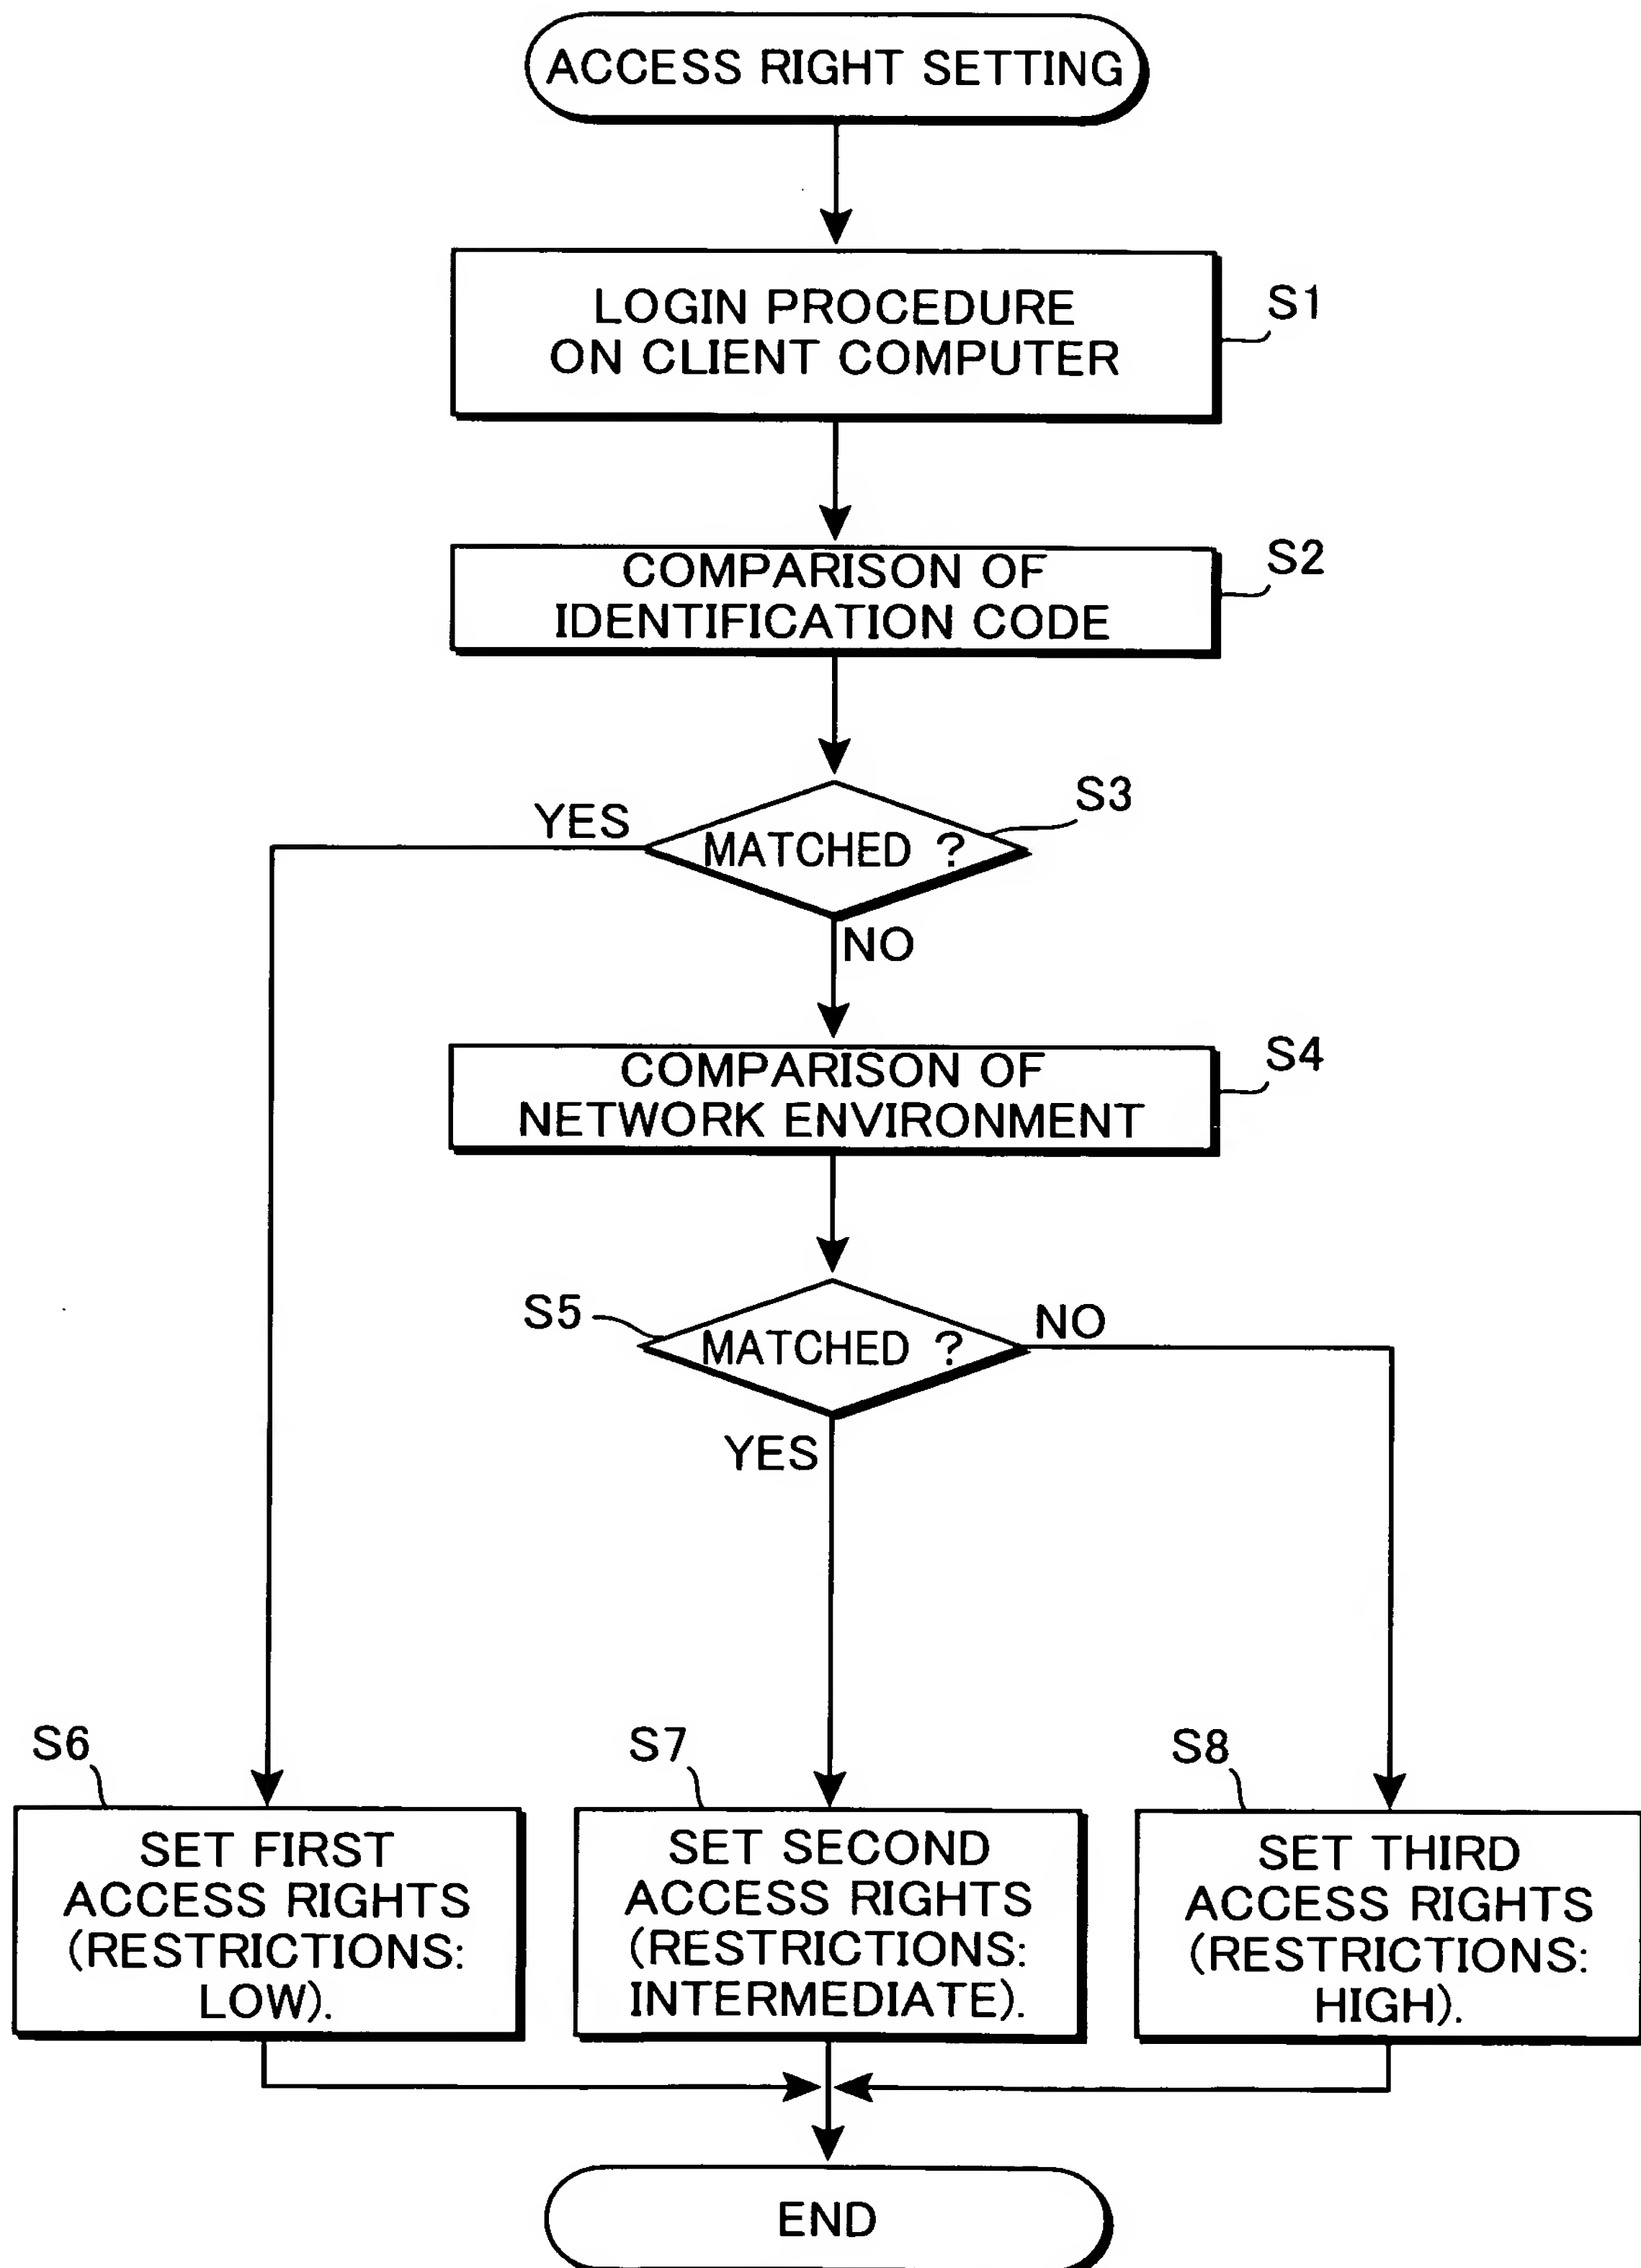 ACCESS RIGHT SETTING
LOGIN PROCEDURE
ON CLIENT COMPUTER
S1
COMPARISON OF
IDENTIFICATION CODE
S2
MATCHED ?
S3
YES
NO
COMPARISON OF
NETWORK ENVIRONMENT
S4
S5
MATCHED ?
NO
YES
S6
SET FIRST
ACCESS RIGHTS
(RESTRICTIONS:
LOW).
S7
SET SECOND
ACCESS RIGHTS
(RESTRICTIONS:
INTERMEDIATE).
S8
SET THIRD
ACCESS RIGHTS
(RESTRICTIONS:
HIGH).
END